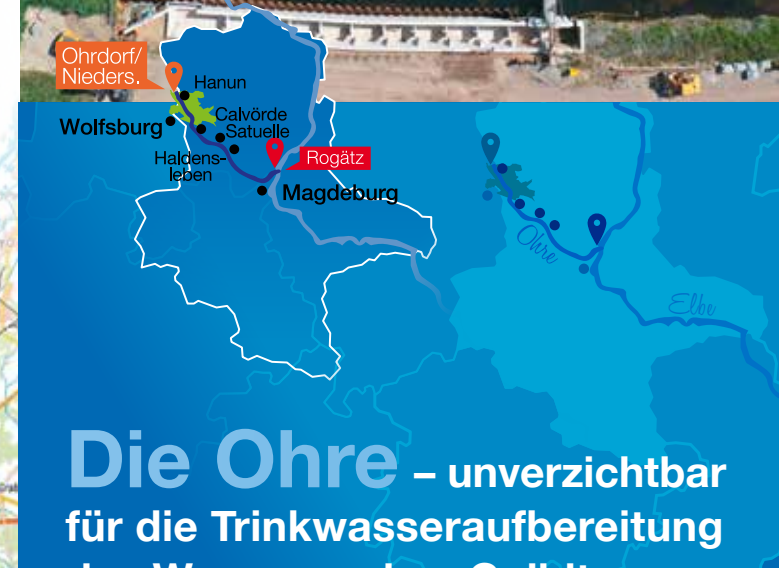 Ohrdorf/
Nieders.
Hanun
Calvörde
Wolfsburg
Satuelle
Haldens-
leben
Rogätz
Magdeburg
Ohre
Elbe
Die Ohre – unverzichtbar
für die Trinkwasseraufbereitung